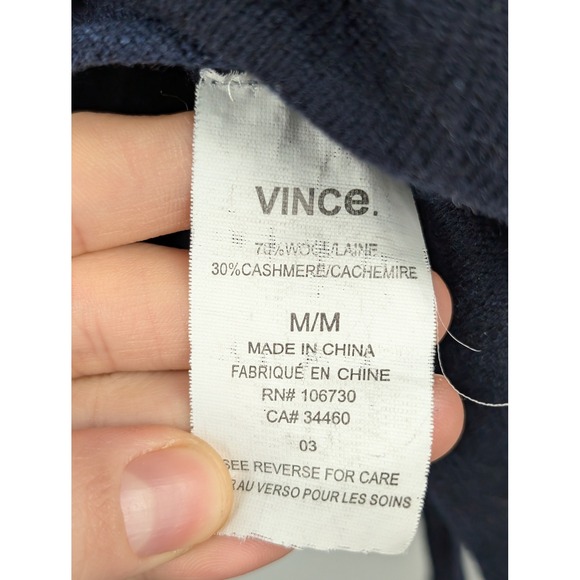 VINCe.
70%WOOL/LAINE
30%CASHMERE/CACHEMIRE
M/M
MADE IN CHINA
FABRIQUÉ EN CHINE
RN# 106730
CA# 34460
03
SEE REVERSE FOR CARE
AU VERSO POUR LES SOINS